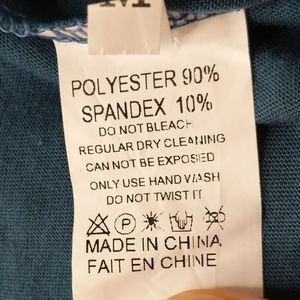 M
POLYESTER 90%
SPANDEX 10%
DO NOT BLEACH
REGULAR DRY CLEANING
CAN NOT BE EXPOSED
ONLY USE HAND WASH
DO NOT TWIST IT
P
MADE IN CHINA
FAIT EN CHINE